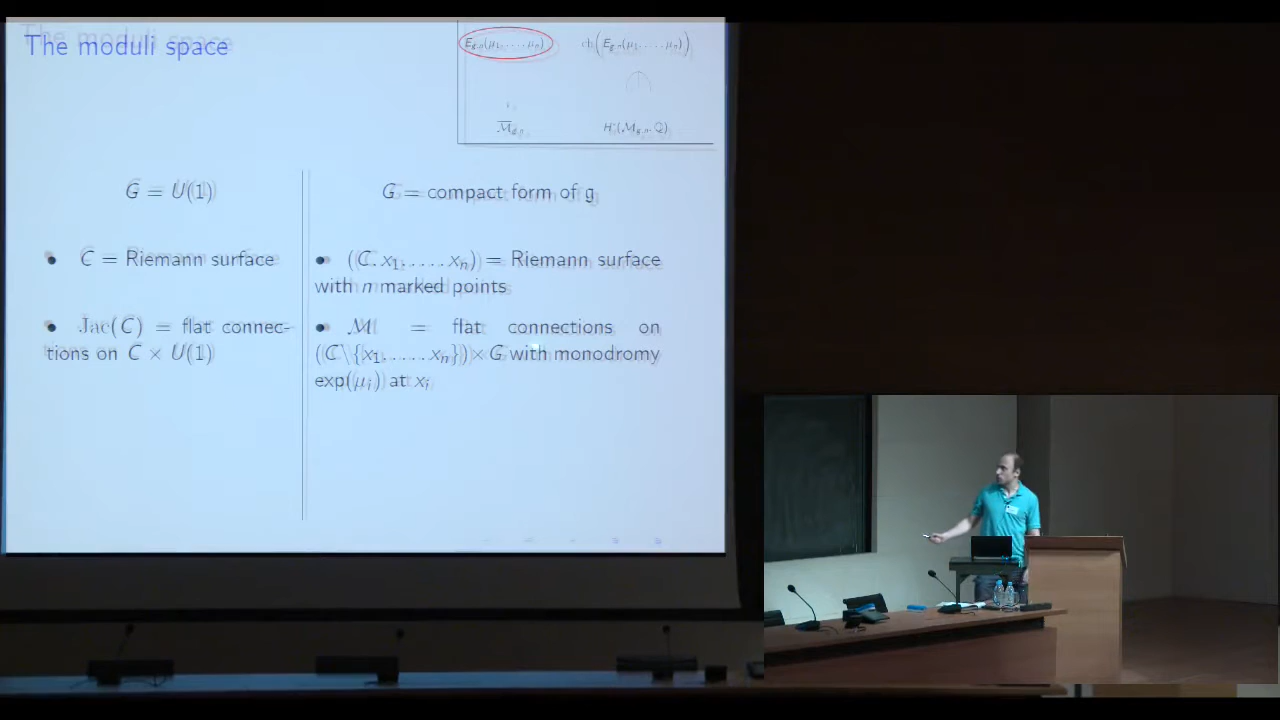 The moduli space
E_{g,n}(μ_1, . . . , μ_n) ch(E_{g,n}(μ_1, . . . , μ_n))
M̅_{g,n} H^*(M̅_{g,n}, Q)
G = U(1)
• C = Riemann surface
• Jac(C) = flat connec-
tions on C × U(1)
G = compact form of g
• (C, x_1, . . . , x_n) = Riemann surface
with n marked points
• M = flat connections on
(C\{x_1, . . . , x_n}) × G with monodromy
exp(μ_i) at x_i